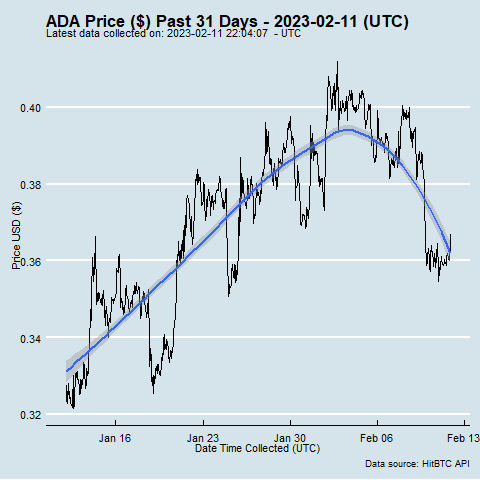 ADA Price ($) Past 31 Days - 2023-02-11 (UTC)
Latest data collected on: 2023-02-11 22:04:07  - UTC
0.40
0.38
0.36
0.34
0.32
Price USD ($)
Jan 16
Jan 23
Jan 30
Feb 06
Feb 13
Date Time Collected (UTC)
Data source: HitBTC API